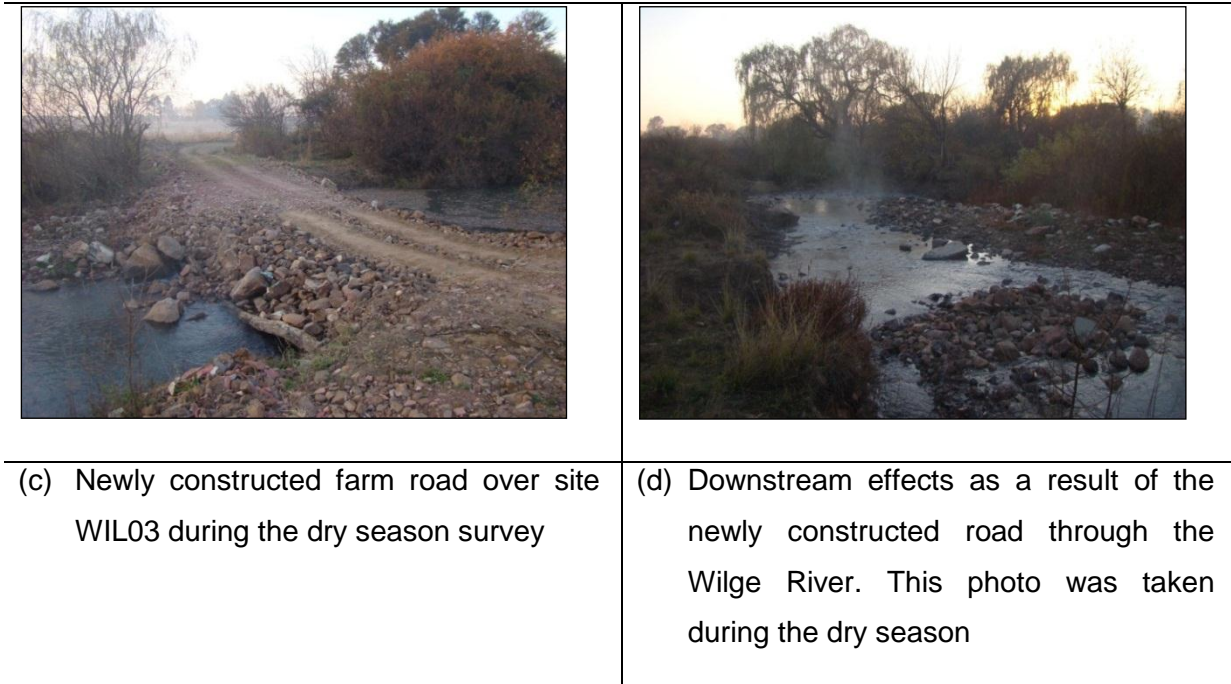 (c) Newly constructed farm road over site
WIL03 during the dry season survey
(d) Downstream effects as a result of the
newly constructed road through the
Wilge River. This photo was taken
during the dry season